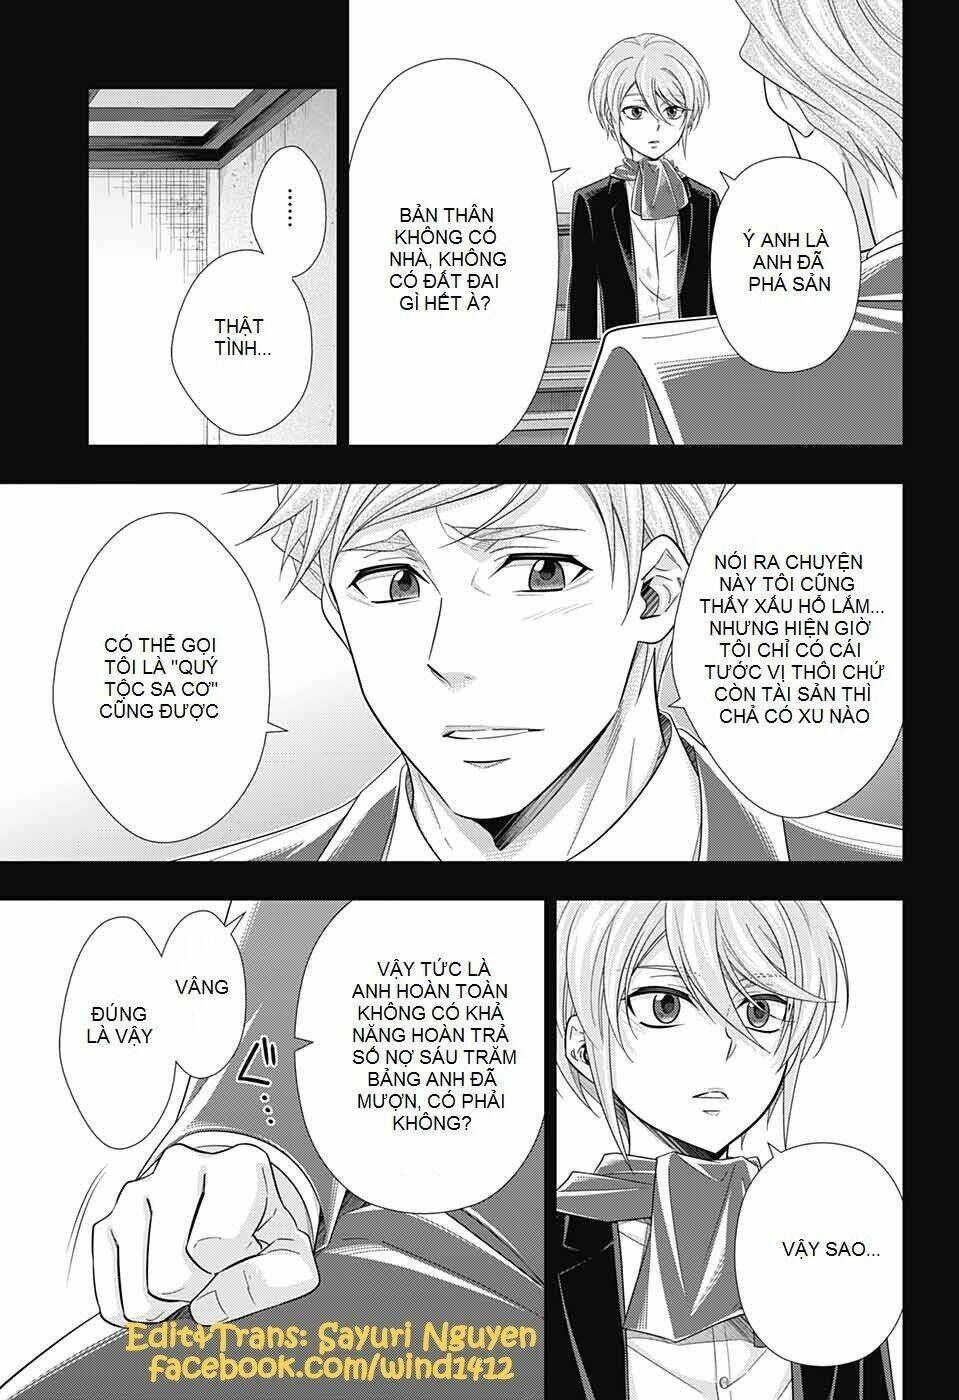 Ý ANH LÀ
ANH ĐÃ
PHÁ SẢN
BẢN THÂN
KHÔNG CÓ
NHÀ, KHÔNG
CÓ ĐẤT ĐAI
GÌ HẾT À?
......
THẬT
TÌNH...
NÓI RA CHUYỆN
NÀY TÔI CŨNG
THẤY XẤU HỔ LẮM...
NHƯNG HIỆN GIỜ
TÔI CHỈ CÓ CÁI
TƯỚC VỊ THÔI CHỨ
CÒN TÀI SẢN THÌ
CHẢ CÓ XU NÀO
CÓ THỂ GỌI
TÔI LÀ "QUÝ
TỘC SA CƠ"
CŨNG ĐƯỢC
VẬY SAO...
VẬY TỨC LÀ
ANH HOÀN TOÀN
KHÔNG CÓ KHẢ
NĂNG HOÀN TRẢ
SỐ NỢ SÁU TRĂM
BẢNG ANH ĐÃ
MƯỢN, CÓ PHẢI
KHÔNG?
VÂNG
ĐÚNG
LÀ VẬY
Edit&Trans: Sayuri Nguyen
facebook.com/wind1412